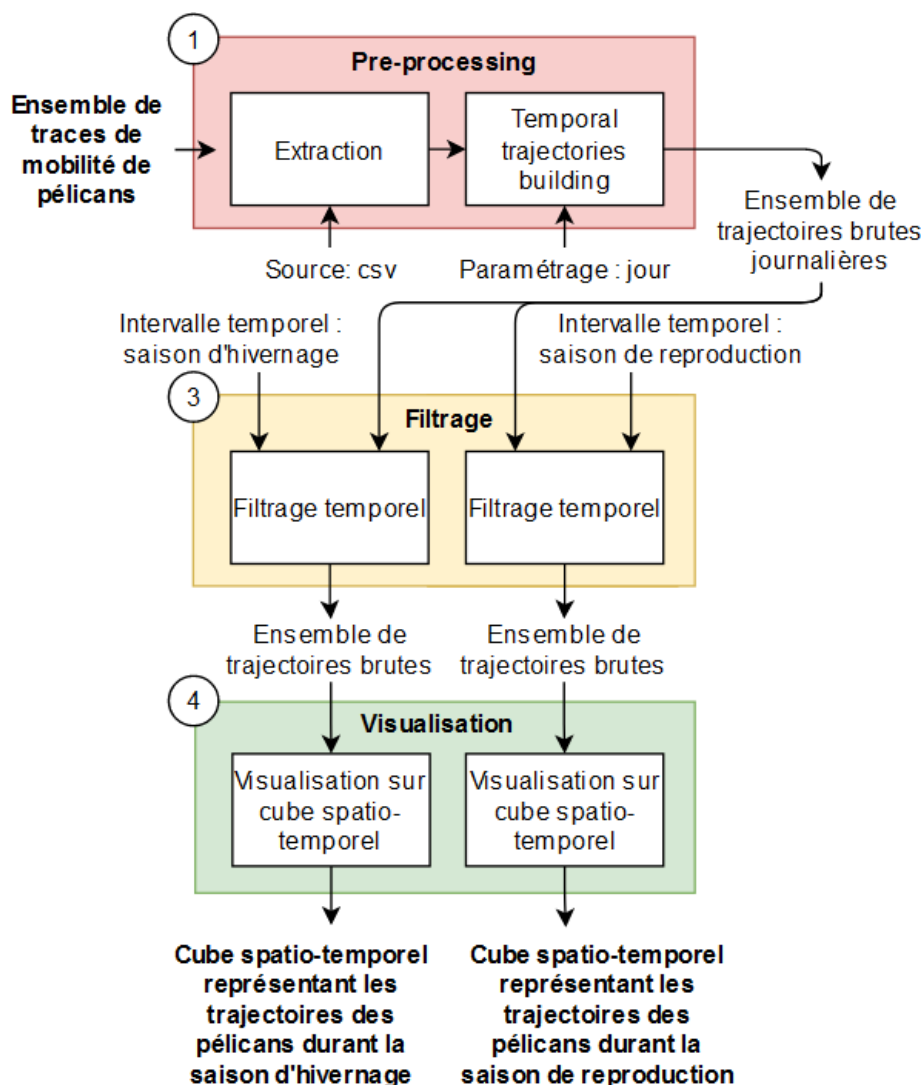 1
Pre-processing
Ensemble de
traces de
mobilité de
pélicans
Extraction
Temporal
trajectories
building
Ensemble de
trajectoires brutes
journalières
Source: csv
Paramétrage : jour
Intervalle temporel :
saison d'hivernage
Intervalle temporel :
saison de reproduction
3
Filtrage
Filtrage temporel
Filtrage temporel
Ensemble de
trajectoires brutes
Ensemble de
trajectoires brutes
4
Visualisation
Visualisation sur
cube spatio-
temporel
Visualisation sur
cube spatio-
temporel
Cube spatio-temporel
représentant les
trajectoires des
pélicans durant la
saison d'hivernage
Cube spatio-temporel
représentant les
trajectoires des
pélicans durant la
saison de reproduction